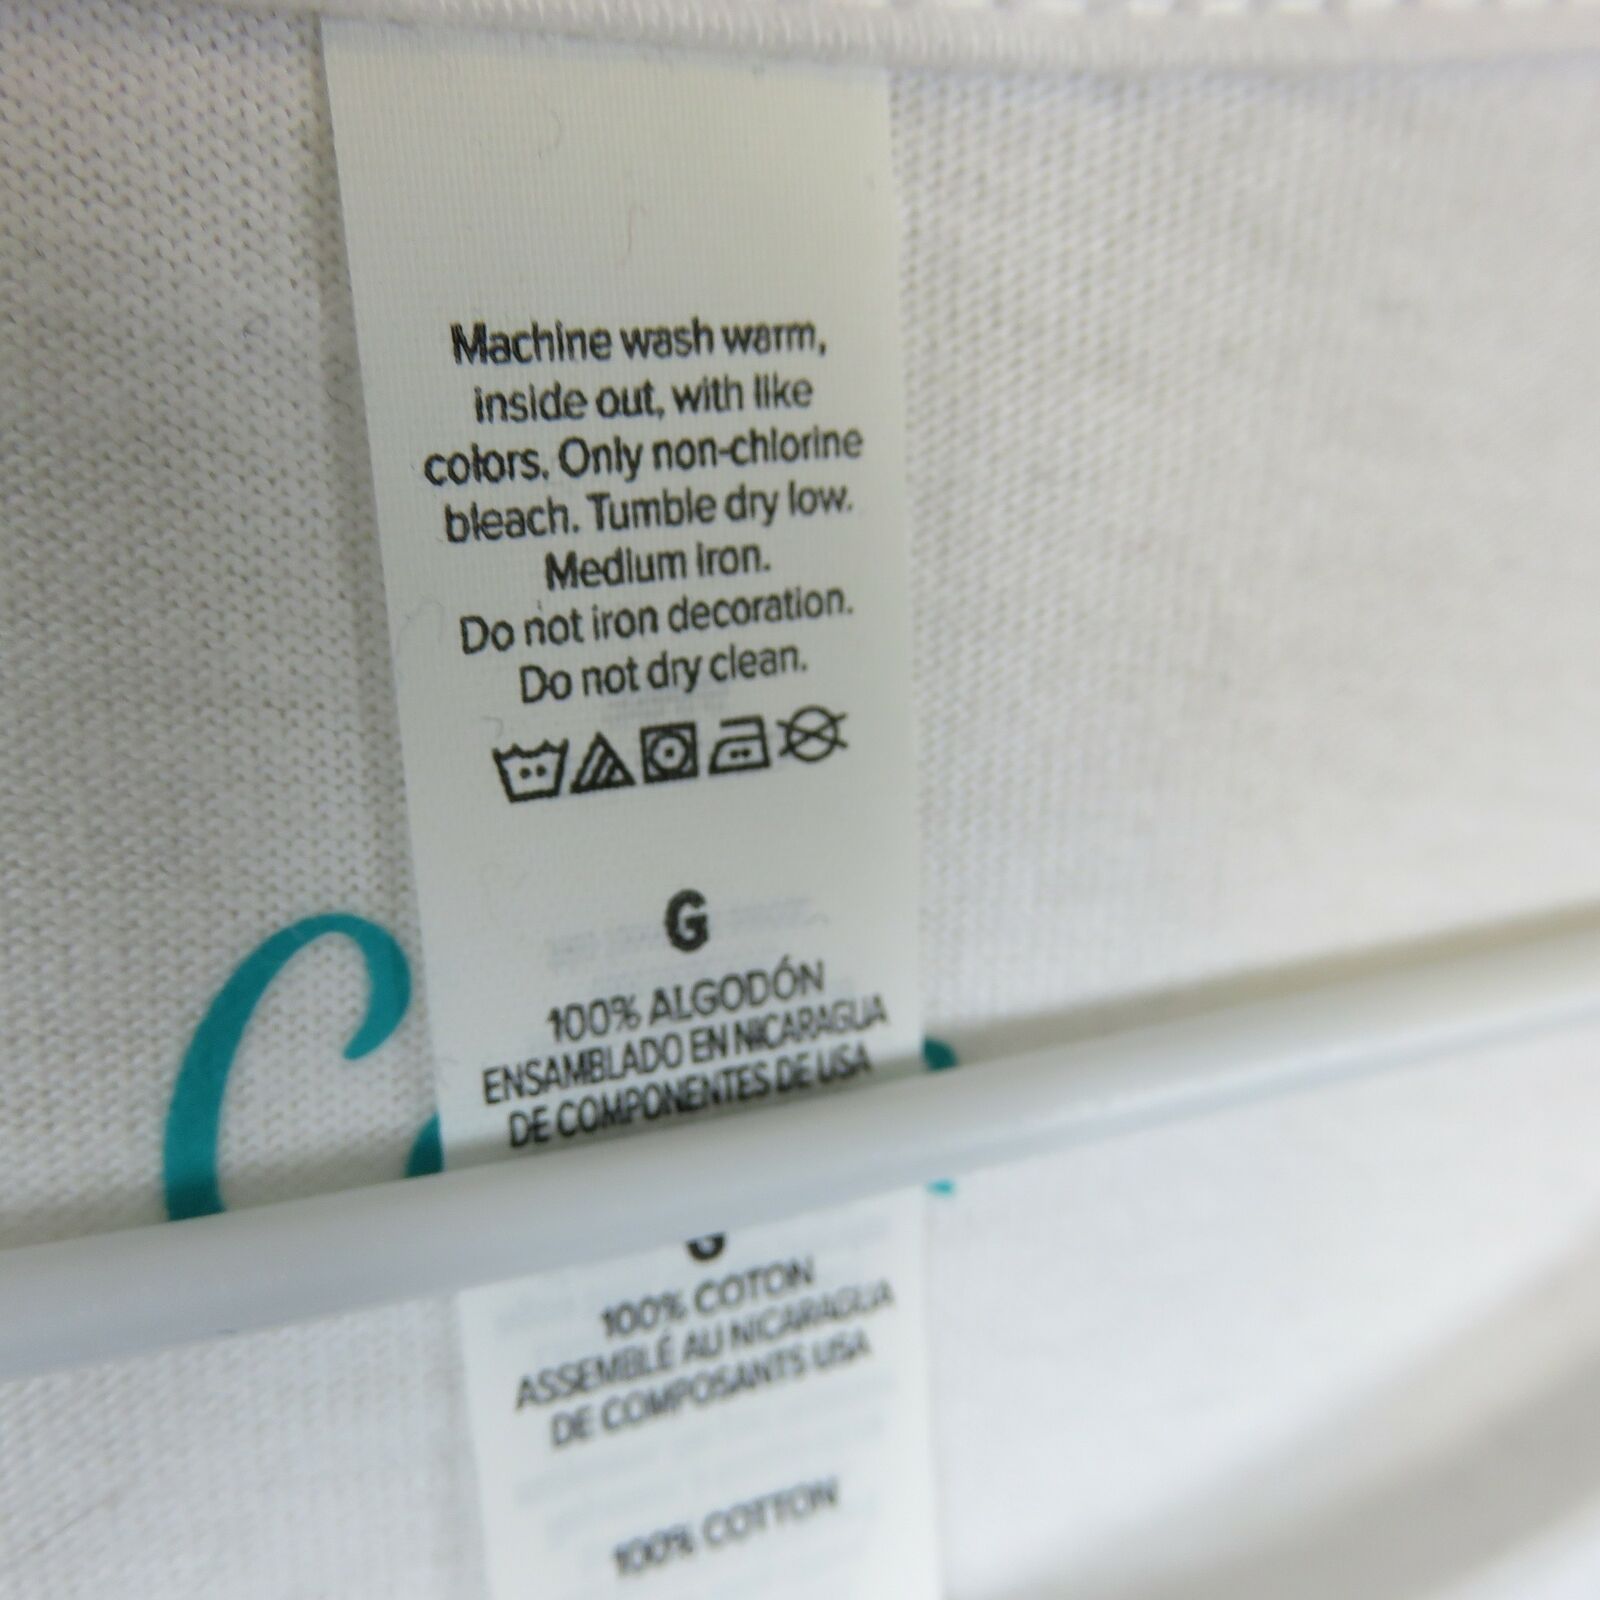 Machine wash warm,
inside out, with like
colors. Only non-chlorine
bleach. Tumble dry low.
Medium iron.
Do not iron decoration.
Do not dry clean.
G
100% ALGODÓN
ENSAMBLADO EN NICARAGUA
DE COMPONENTES DE USA
G
100% COTON
ASSEMBLÉ AU NICARAGUA
DE COMPOSANTS USA
100% COTTON